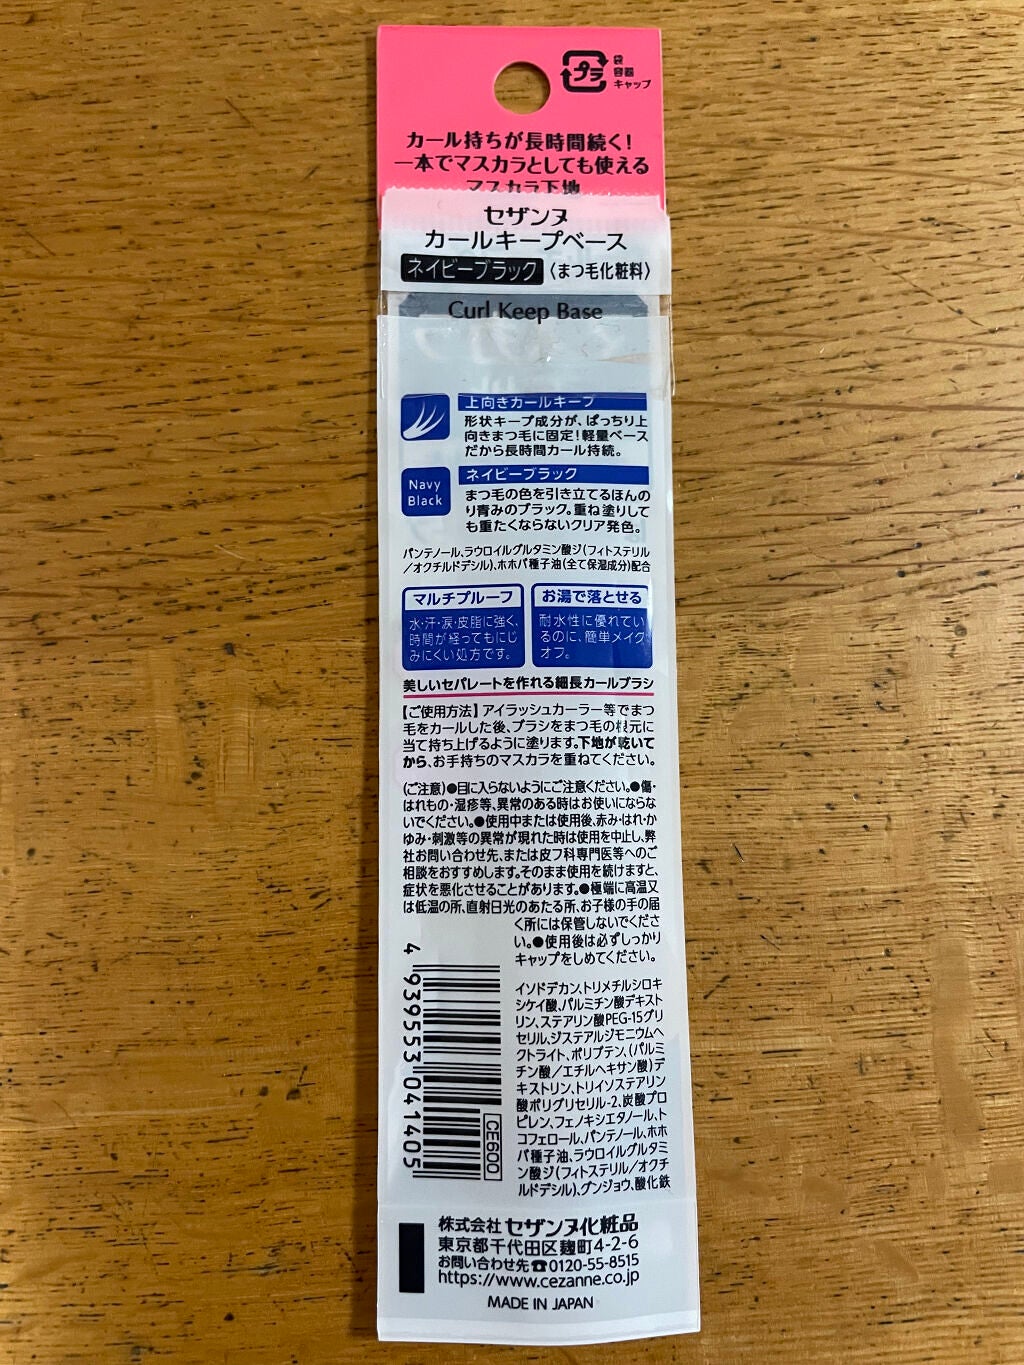 プラ
袋
容器
キャップ
カール持ちが長時間続く!
一本でマスカラとしても使える
マスカラ下地
セザンヌ
カールキープベース
ネイビーブラック 〈まつ毛化粧料〉
Curl Keep Base
上向きカールキープ
形状キープ成分が、ぱっちり上
向きまつ毛に固定!軽量ベース
だから長時間カール持続。
Navy
Black
ネイビーブラック
まつ毛の色を引き立てるほんの
り青みのブラック。重ね塗りして
も重たくならないクリア発色。
パンテノール、ラウロイルグルタミン酸ジ(フィトステリル
/オクチルドデシル)、ホホバ種子油(全て保湿成分)配合
マルチプルーフ
水・汗・涙・皮脂に強く、
時間が経ってもにじ
みにくい処方です。
お湯で落とせる
耐水性に優れてい
るのに、簡単メイク
オフ。
美しいセパレートを作れる細長カールブラシ
【ご使用方法】アイラッシュカーラー等でまつ
毛をカールした後、ブラシをまつ毛の根元に
当て持ち上げるように塗ります。下地が乾いて
から、お手持ちのマスカラを重ねてください。
(ご注意)●目に入らないようにご注意ください。●傷・
はれもの・湿疹等、異常のある時はお使いにならな
いでください。●使用中または使用後、赤み・はれ・か
ゆみ・刺激等の異常が現れた時は使用を中止し、弊
社お問い合わせ先、または皮フ科専門医等へのご
相談をおすすめします。そのまま使用を続けますと、
症状を悪化させることがあります。●極端に高温又
は低温の所、直射日光のあたる所、お子様の手の届
く所には保管しないでくださ
い。●使用後は必ずしっかり
キャップをしめてください。
イソドデカン、トリメチルシロキ
シケイ酸、パルミチン酸デキスト
リン、ステアリン酸PEG-15グリ
セリル、ジステアルジモニウムヘ
クトライト、ポリブテン、(パルミ
チン酸/エチルヘキサン酸)デ
キストリン、トリイソステアリン
酸ポリグリセリル-2、炭酸プロ
ピレン、フェノキシエタノール、ト
コフェロール、パンテノール、ホホ
バ種子油、ラウロイルグルタミ
ン酸ジ(フィトステリル/オクチ
ルドデシル)、グンジョウ、酸化鉄
4 939553 041405
CE600
株式会社 セザンヌ化粧品
東京都千代田区麹町4-2-6
お問い合わせ先☎0120-55-8515
https://www.cezanne.co.jp
MADE IN JAPAN